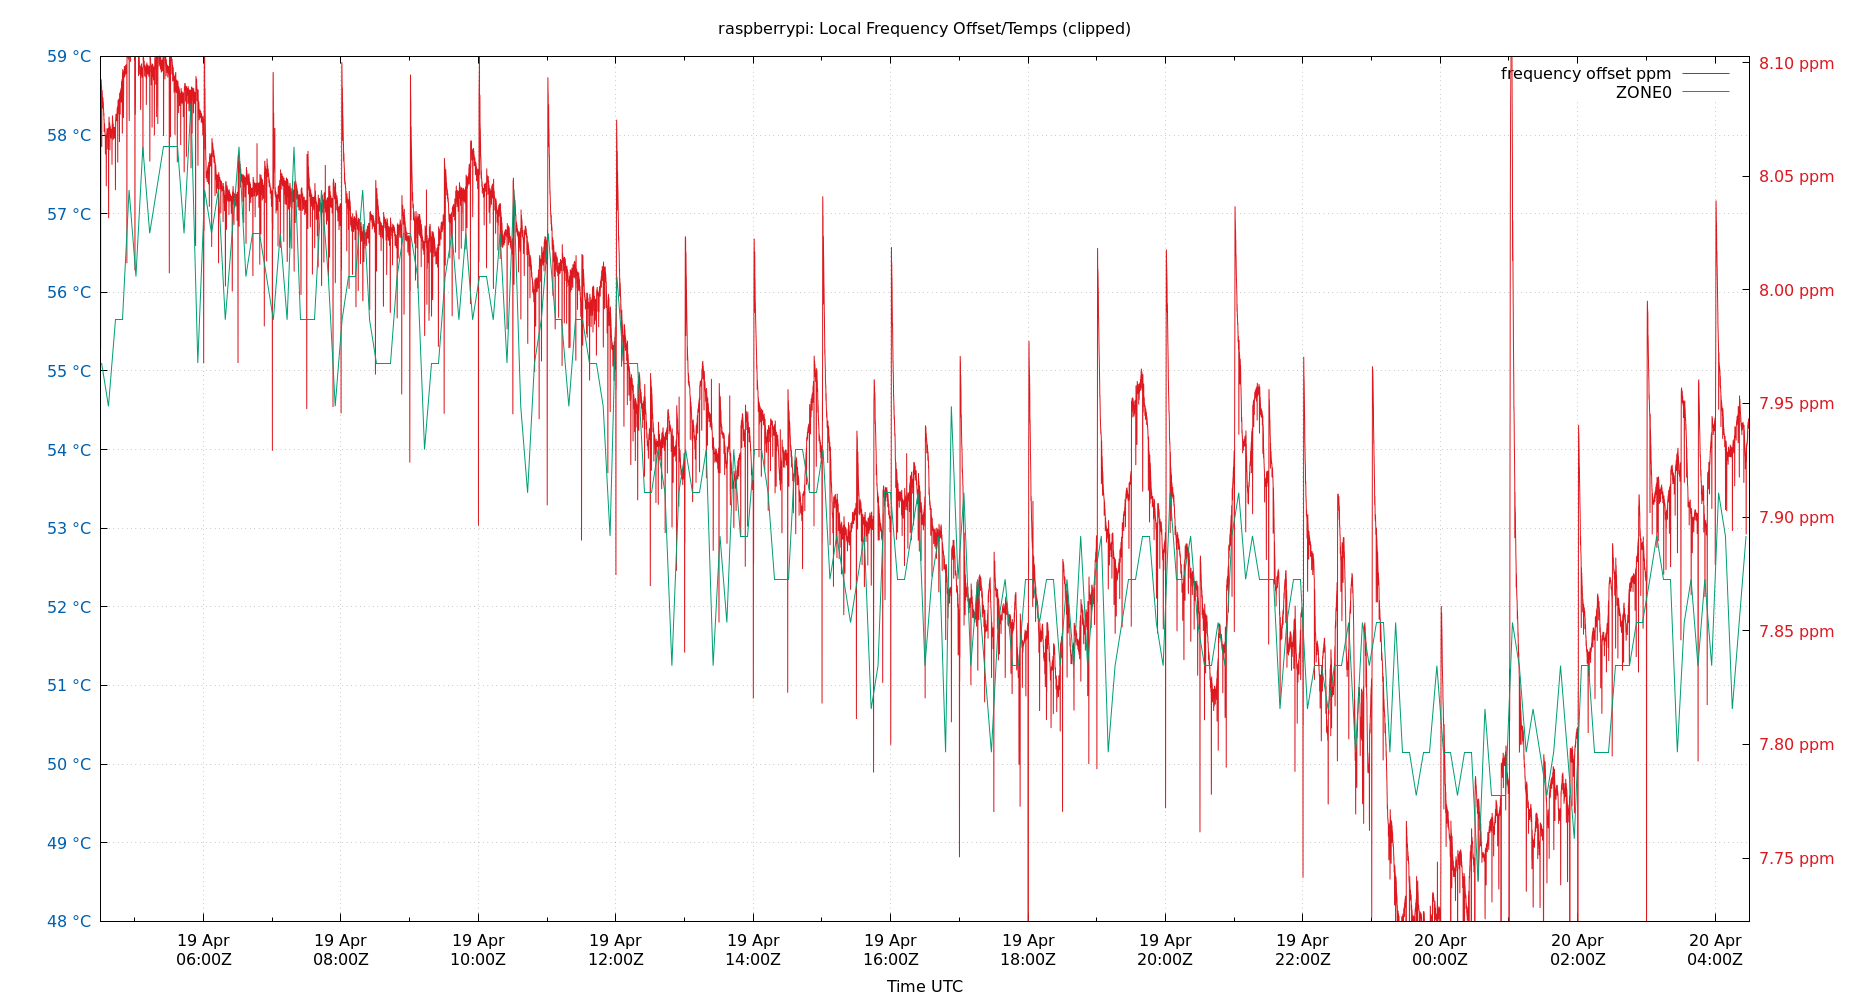 raspberrypi: Local Frequency Offset/Temps (clipped)
59 °C
58 °C
57 °C
56 °C
55 °C
54 °C
53 °C
52 °C
51 °C
50 °C
49 °C
48 °C
frequency offset ppm
ZONE0
8.10 ppm
8.05 ppm
8.00 ppm
7.95 ppm
7.90 ppm
7.85 ppm
7.80 ppm
7.75 ppm
19 Apr 19 Apr 19 Apr 19 Apr 19 Apr 19 Apr 19 Apr 19 Apr 19 Apr 20 Apr 20 Apr 20 Apr
06:00Z 08:00Z 10:00Z 12:00Z 14:00Z 16:00Z 18:00Z 20:00Z 22:00Z 00:00Z 02:00Z 04:00Z
Time UTC